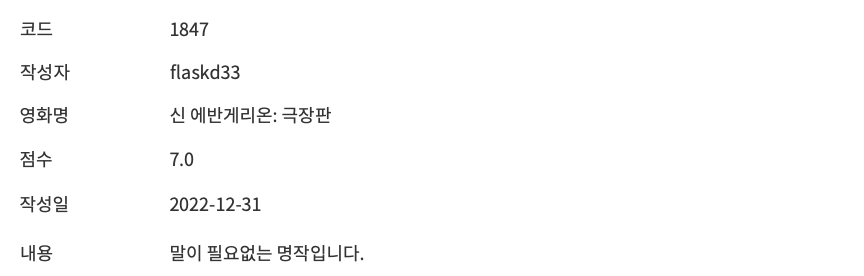 코드 1847
작성자 flaskd33
영화명 신 에반게리온: 극장판
점수 7.0
작성일 2022-12-31
내용 말이 필요없는 명작입니다.